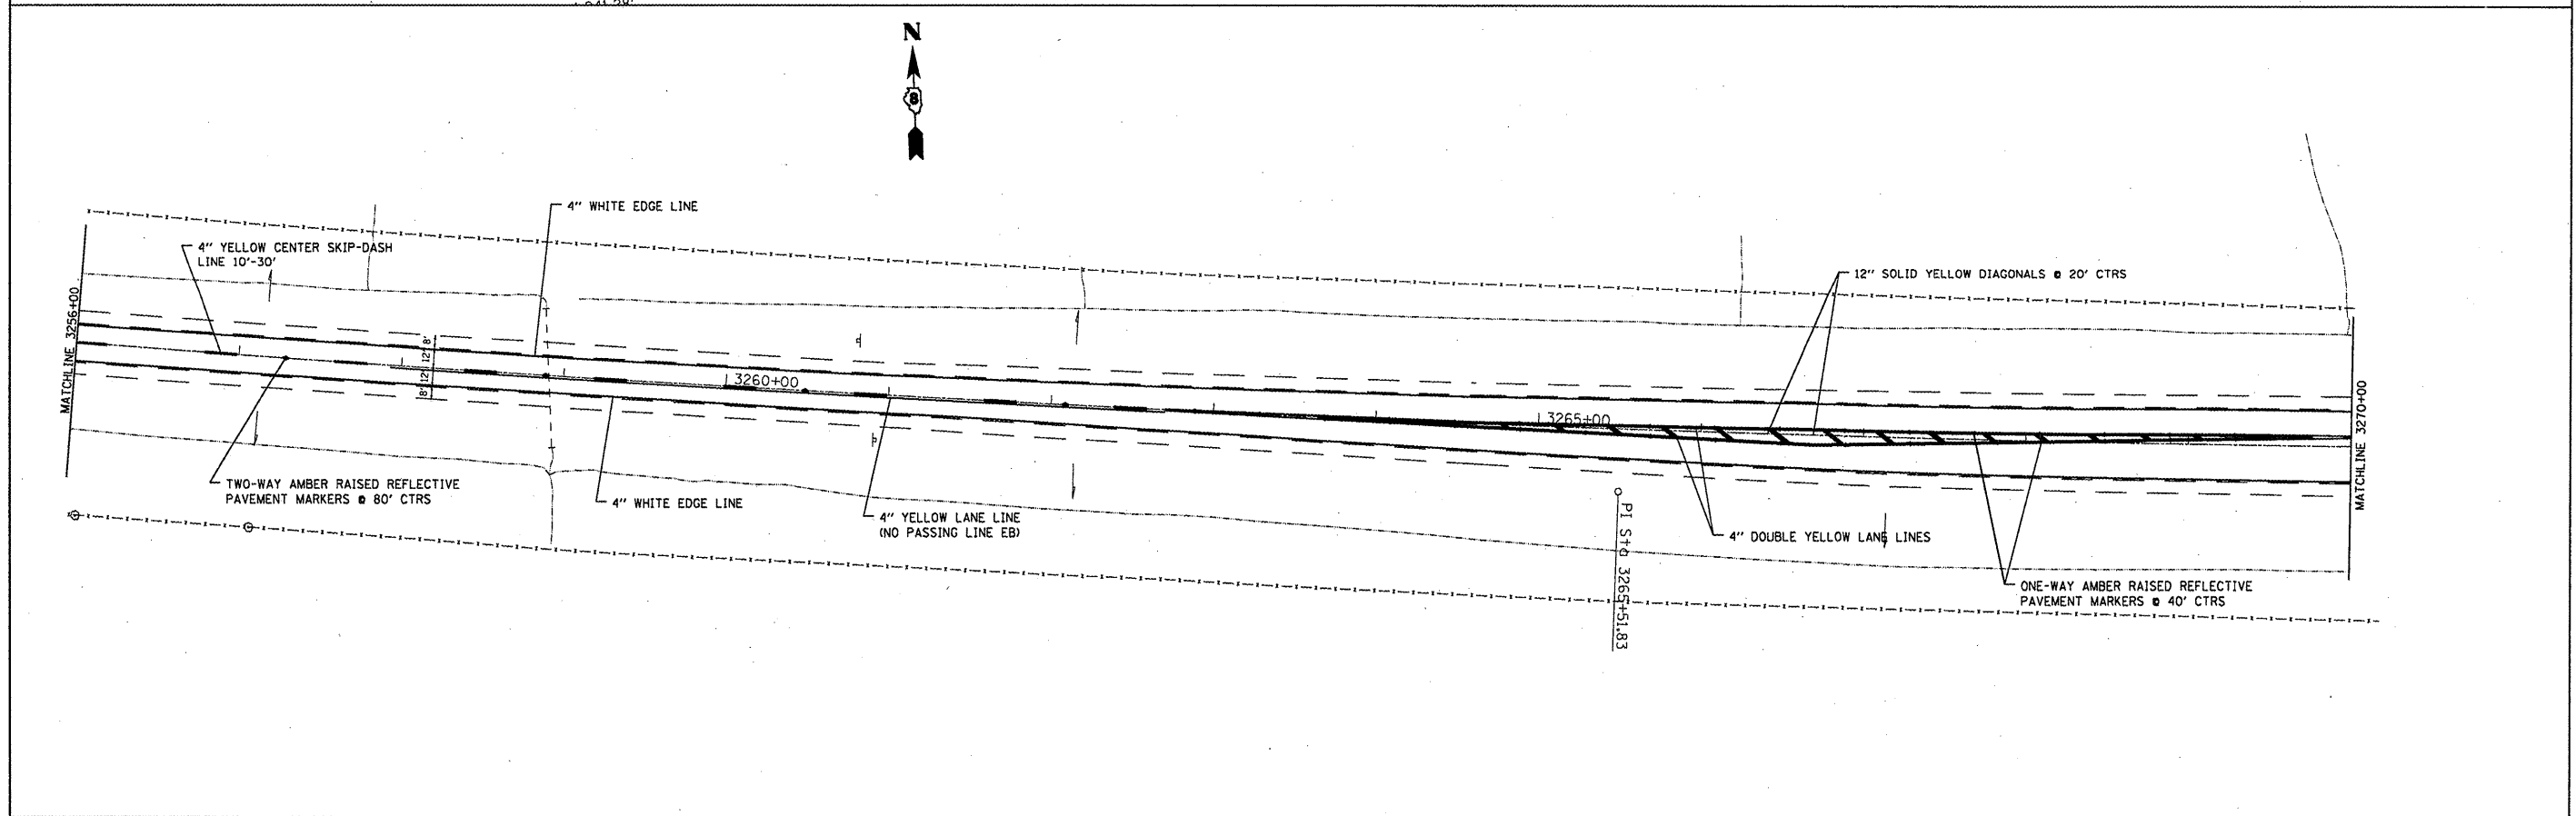 N
8
4" WHITE EDGE LINE
4" YELLOW CENTER SKIP-DASH
LINE 10'-30'
12" SOLID YELLOW DIAGONALS @ 20' CTRS
MATCHLINE 3256+00
8' 12' 12' 8'
3260+00
3265+00
MATCHLINE 3270+00
TWO-WAY AMBER RAISED REFLECTIVE
PAVEMENT MARKERS @ 80' CTRS
4" WHITE EDGE LINE
4" YELLOW LANE LINE
(NO PASSING LINE EB)
PI Sta 3265+51.83
4" DOUBLE YELLOW LANE LINES
ONE-WAY AMBER RAISED REFLECTIVE
PAVEMENT MARKERS @ 40' CTRS